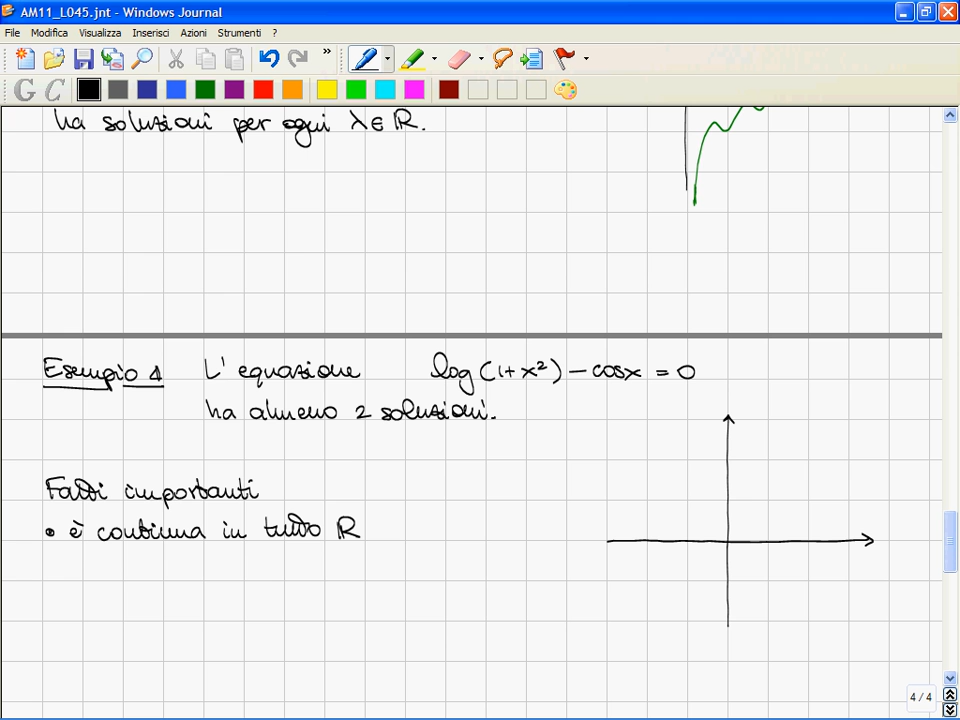 AM11_L045.jnt - Windows Journal
File Modifica Visualizza Inserisci Azioni Strumenti ?
ha soluzioni per ogni λ∈ℝ.
Esempio 4 L'equazione log(1+x²)-cosx=0
ha almeno 2 soluzioni.
Fatti importanti
• è continua in tutto ℝ
4 / 4